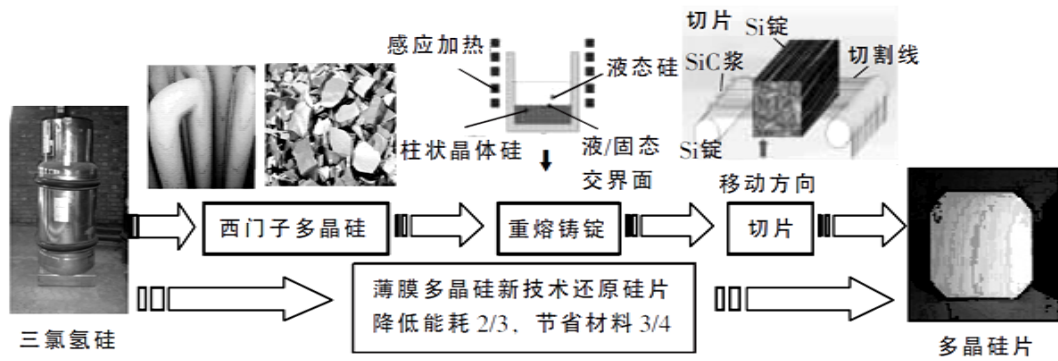 感应加热
液态硅
柱状晶体硅
液/固态
交界面
切片
Si锭
SiC浆
切割线
Si锭
移动方向
西门子多晶硅
重熔铸锭
切片
三氯氢硅
薄膜多晶硅新技术还原硅片
降低能耗2/3、节省材料3/4
多晶硅片